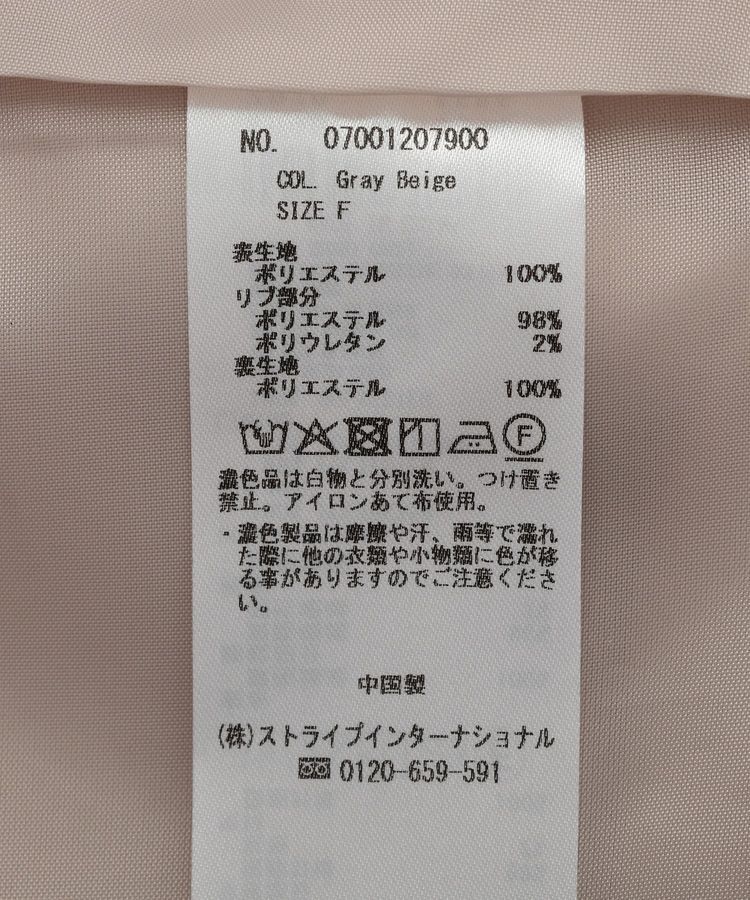 NO. 07001207900
COL. Gray Beige
SIZE F
表生地
ポリエステル 100%
リブ部分
ポリエステル 98%
ポリウレタン 2%
裏生地
ポリエステル 100%
F
濃色品は白物と分別洗い。つけ置き
禁止。アイロンあて布使用。
・濃色製品は摩擦や汗、雨等で濡れ
た際に他の衣類や小物類に色が移
る事がありますのでご注意くださ
い。
中国製
(株)ストライプインターナショナル
0120-659-591